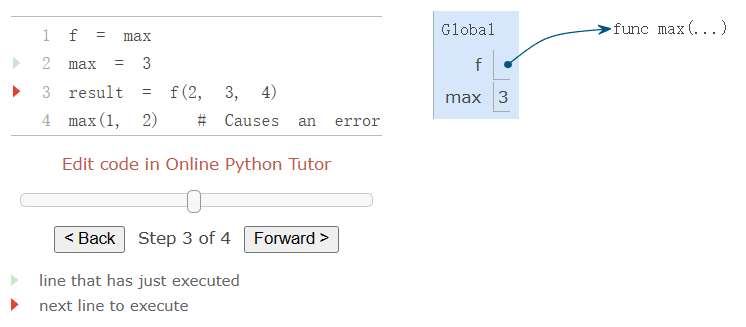 1 f = max
2 max = 3
3 result = f(2, 3, 4)
4 max(1, 2) # Causes an error
Edit code in Online Python Tutor
< Back Step 3 of 4 Forward >
line that has just executed
next line to execute
Global
f
max 3
func max(...)